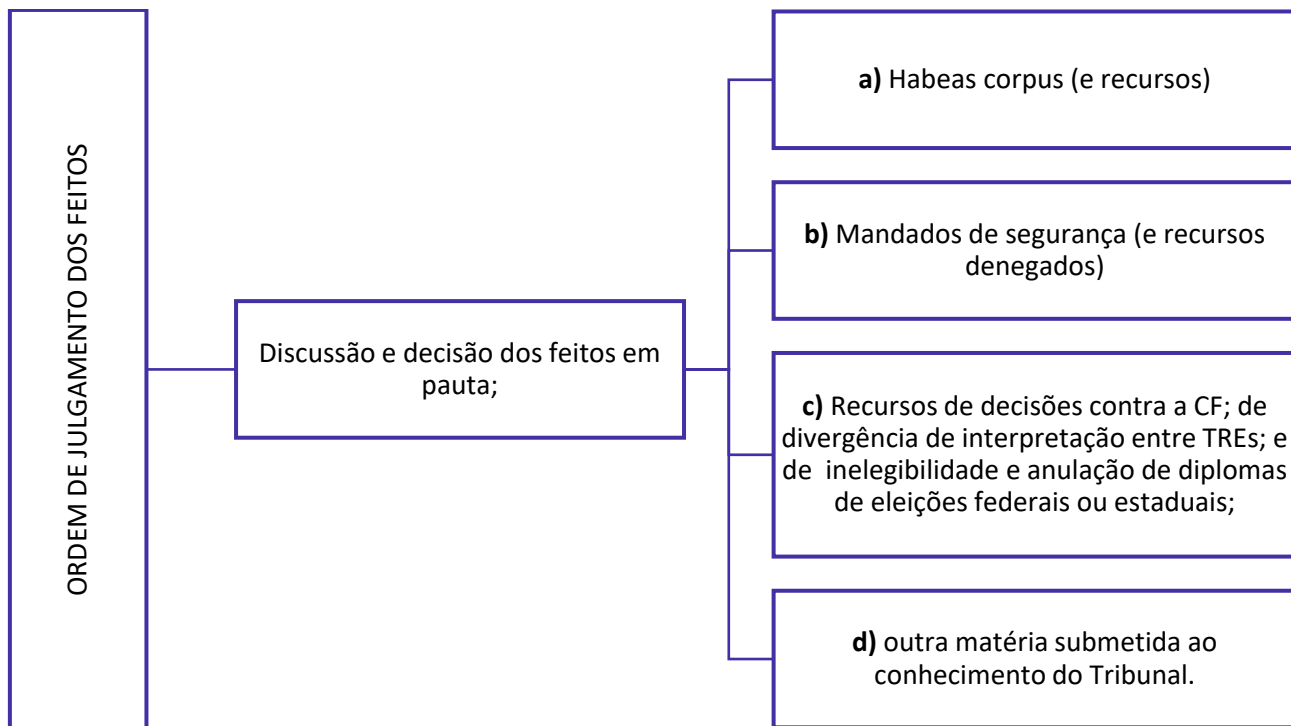 ORDEM DE JULGAMENTO DOS FEITOS
Discussão e decisão dos feitos em
pauta;
a) Habeas corpus (e recursos)
b) Mandados de segurança (e recursos
denegados)
c) Recursos de decisões contra a CF; de
divergência de interpretação entre TREs; e
de inelegibilidade e anulação de diplomas
de eleições federais ou estaduais;
d) outra matéria submetida ao
conhecimento do Tribunal.